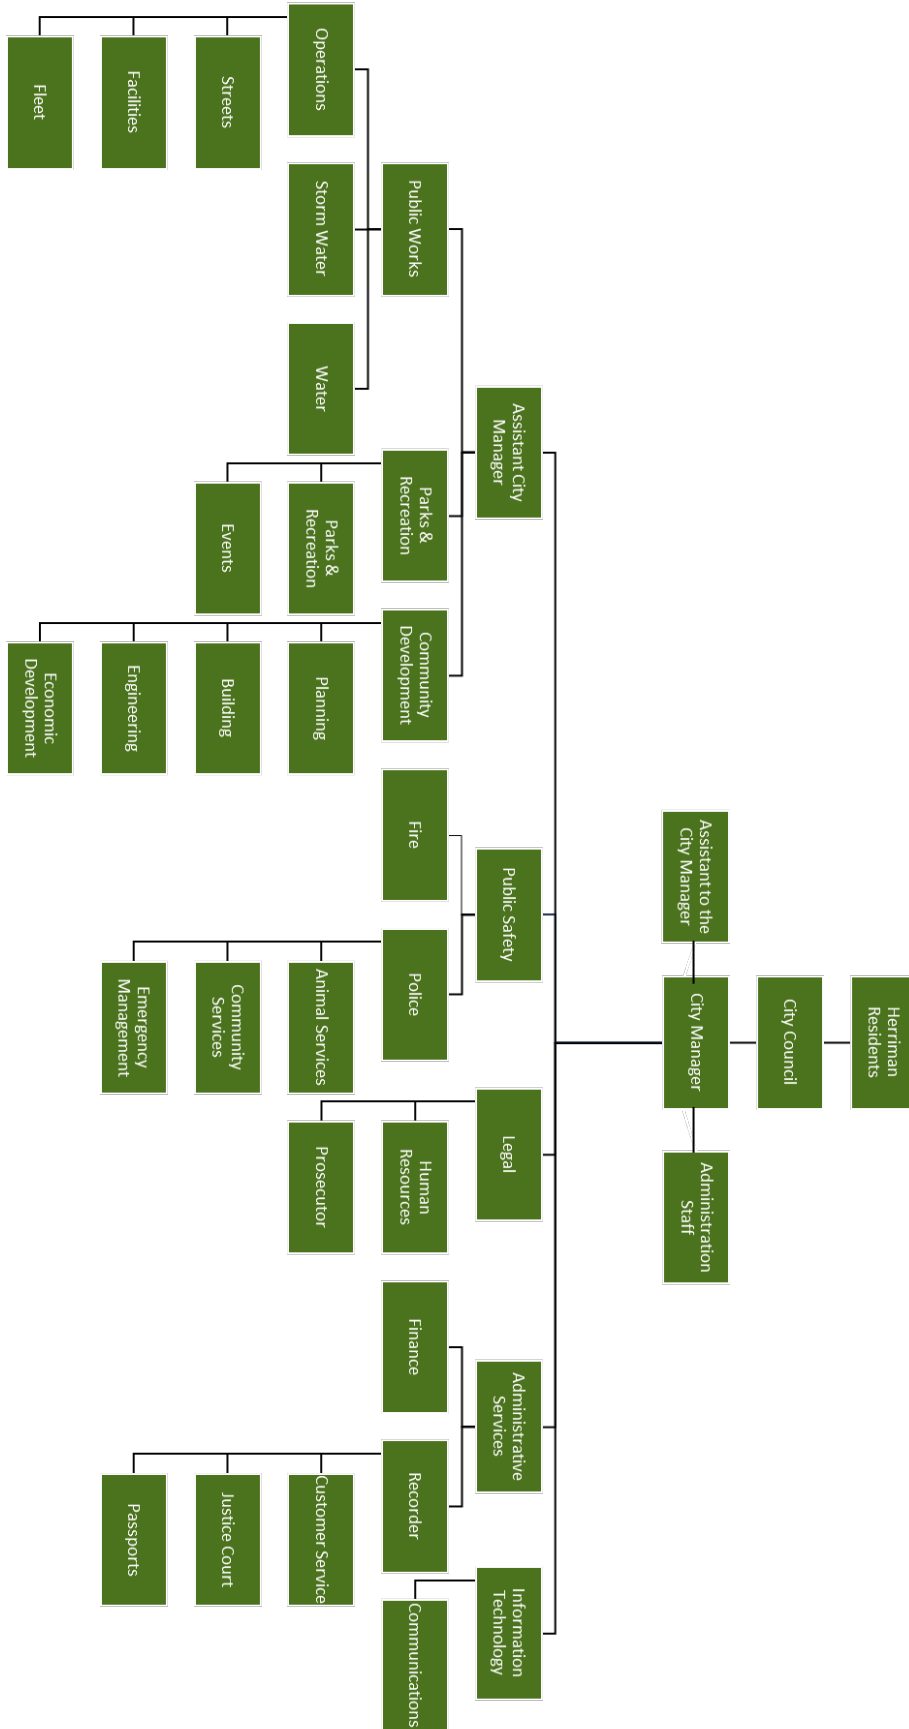 Herriman
Residents
City Council
Assistant to the
City Manager
City Manager
Administration
Staff
Assistant City
Manager
Public Safety
Legal
Administrative
Services
Information
Technology
Public Works
Parks &
Recreation
Community
Development
Fire
Police
Human
Resources
Finance
Recorder
Communications
Operations
Storm Water
Water
Parks &
Recreation
Planning
Animal Services
Prosecutor
Customer Service
Streets
Events
Building
Community
Services
Justice Court
Facilities
Engineering
Emergency
Management
Passports
Fleet
Economic
Development